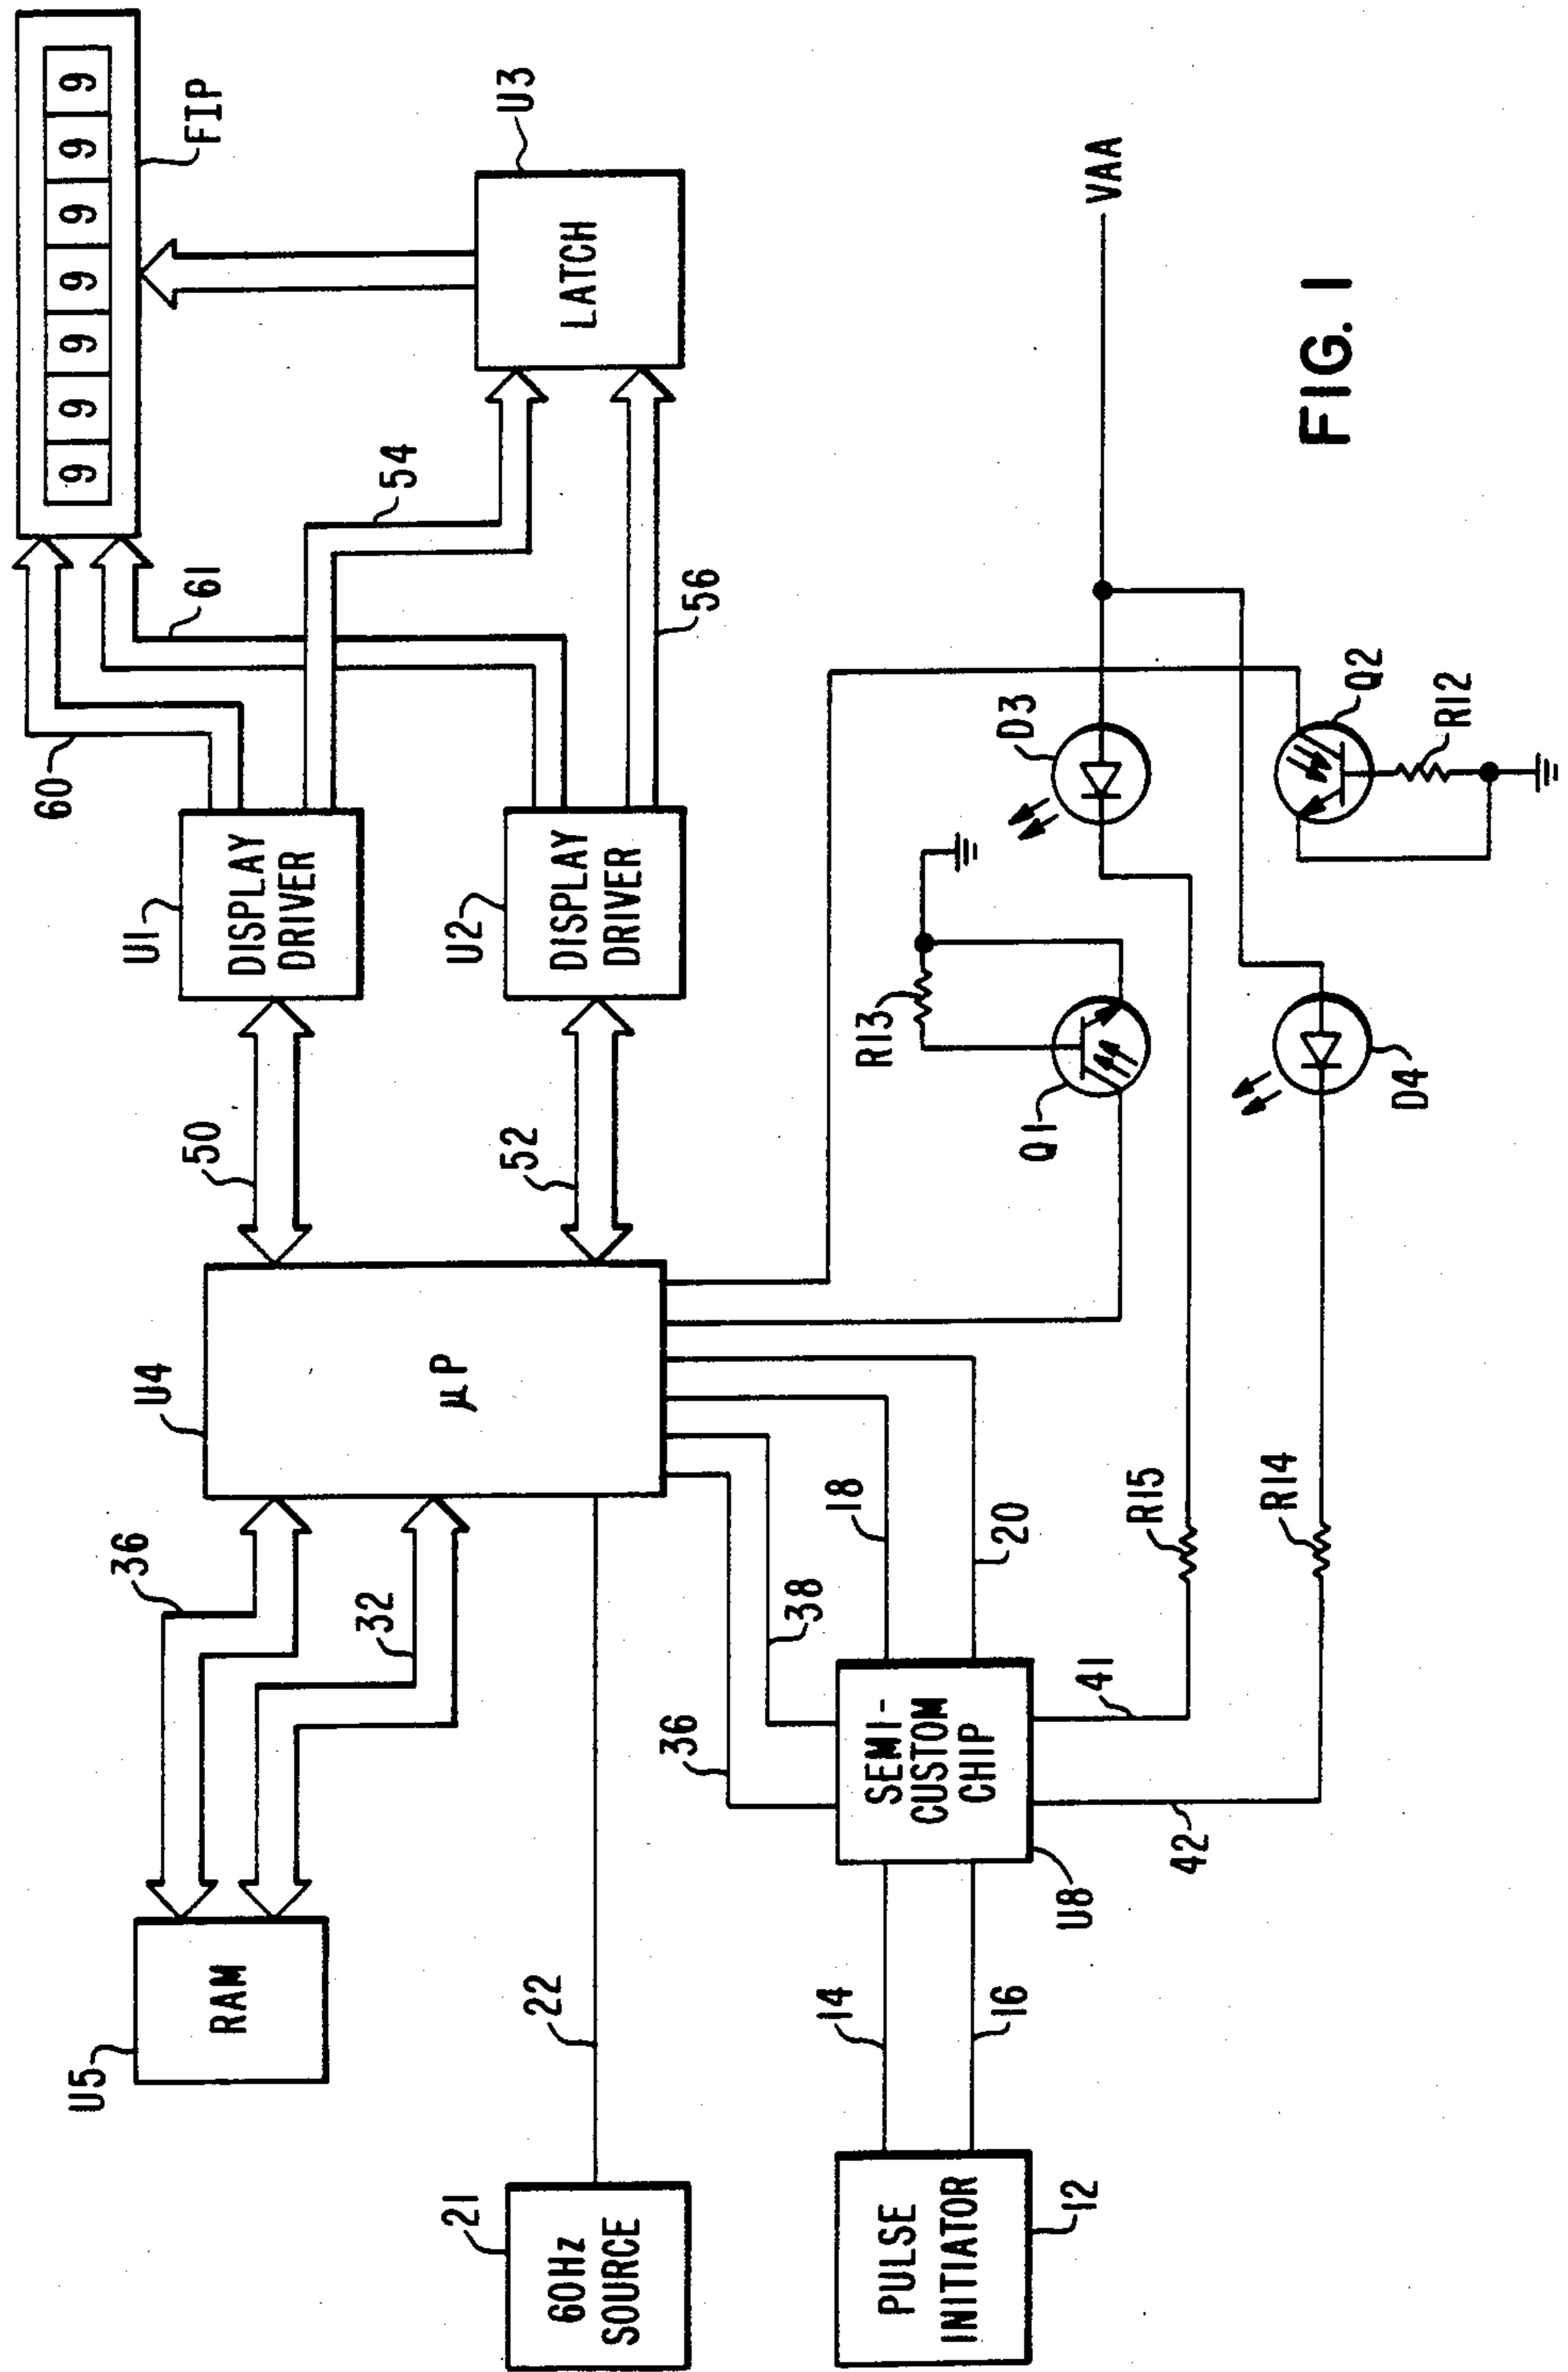 9 9 9 9 9 9 9
FIP
60
61
54
U3
LATCH
56
U1
DISPLAY
DRIVER
U2
DISPLAY
DRIVER
50
52
U4
μP
36
32
U5
RAM
22
21
60Hz
SOURCE
36
38
18
20
SEMI-
CUSTOM
CHIP
U8
14
16
PULSE
INITIATOR
12
41
42
R15
R14
R13
Q1
D3
D4
Q2
R12
VAA
FIG. 1